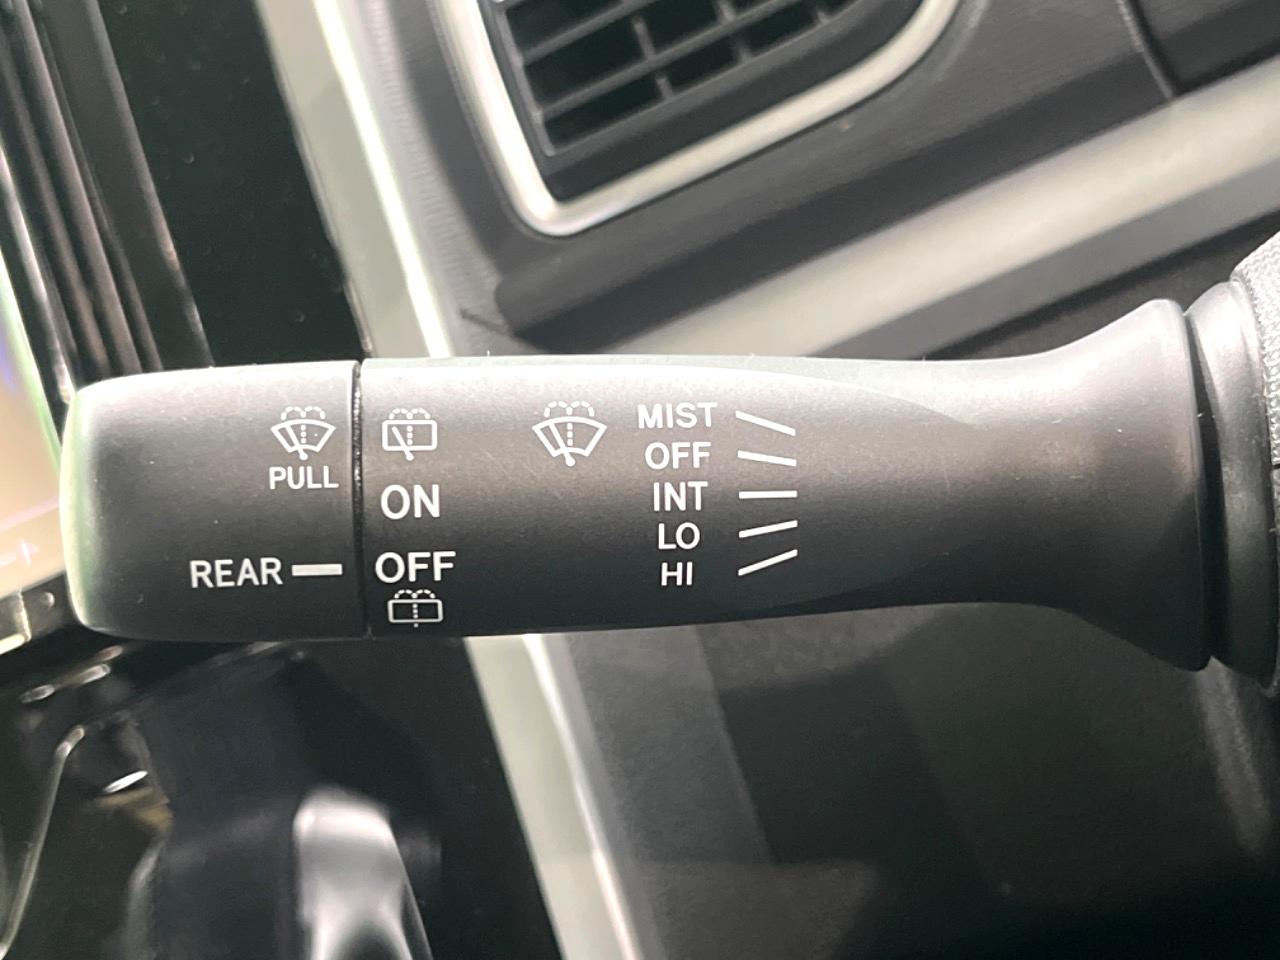 PULL
REAR
ON
OFF
MIST
OFF
INT
LO
HI